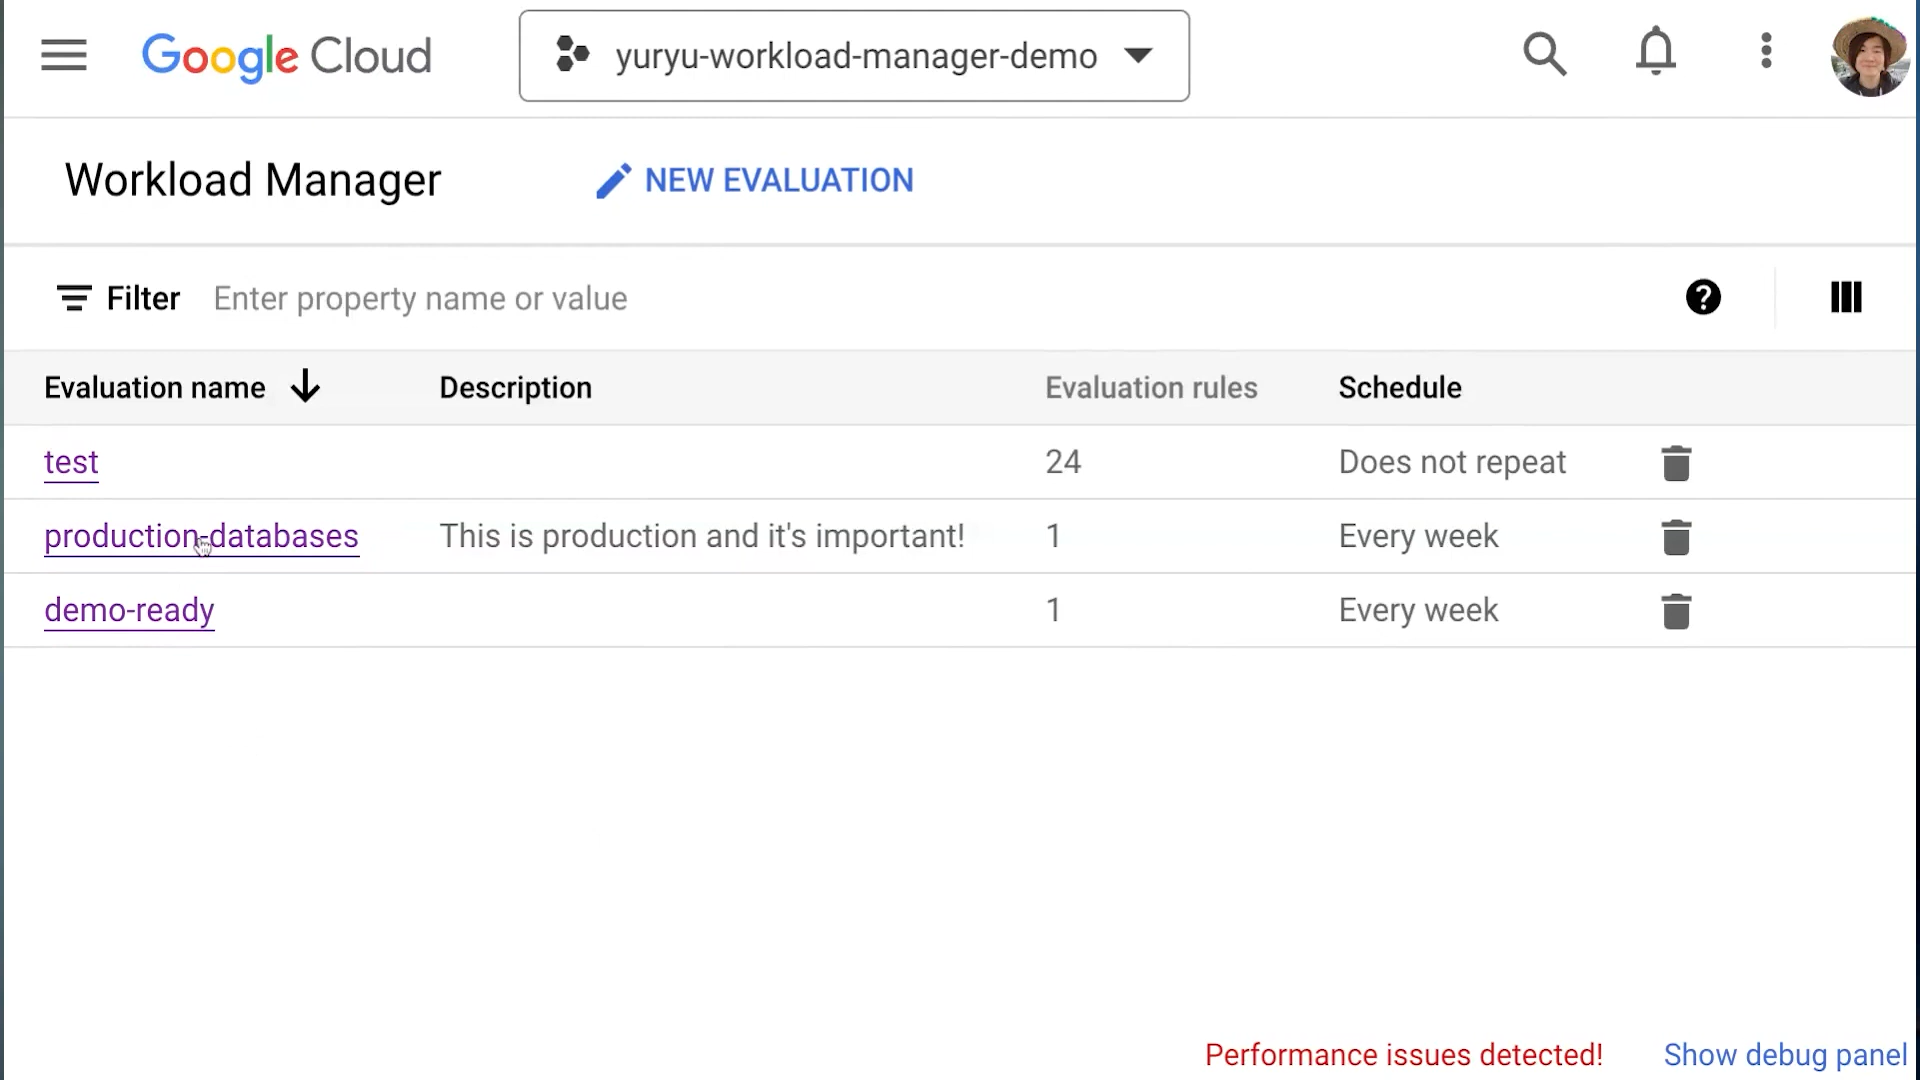 Google Cloud
yuryu-workload-manager-demo
Workload Manager
NEW EVALUATION
Filter Enter property name or value
Evaluation name Description Evaluation rules Schedule
test 24 Does not repeat
production-databases This is production and it's important! 1 Every week
demo-ready 1 Every week
Performance issues detected! Show debug panel